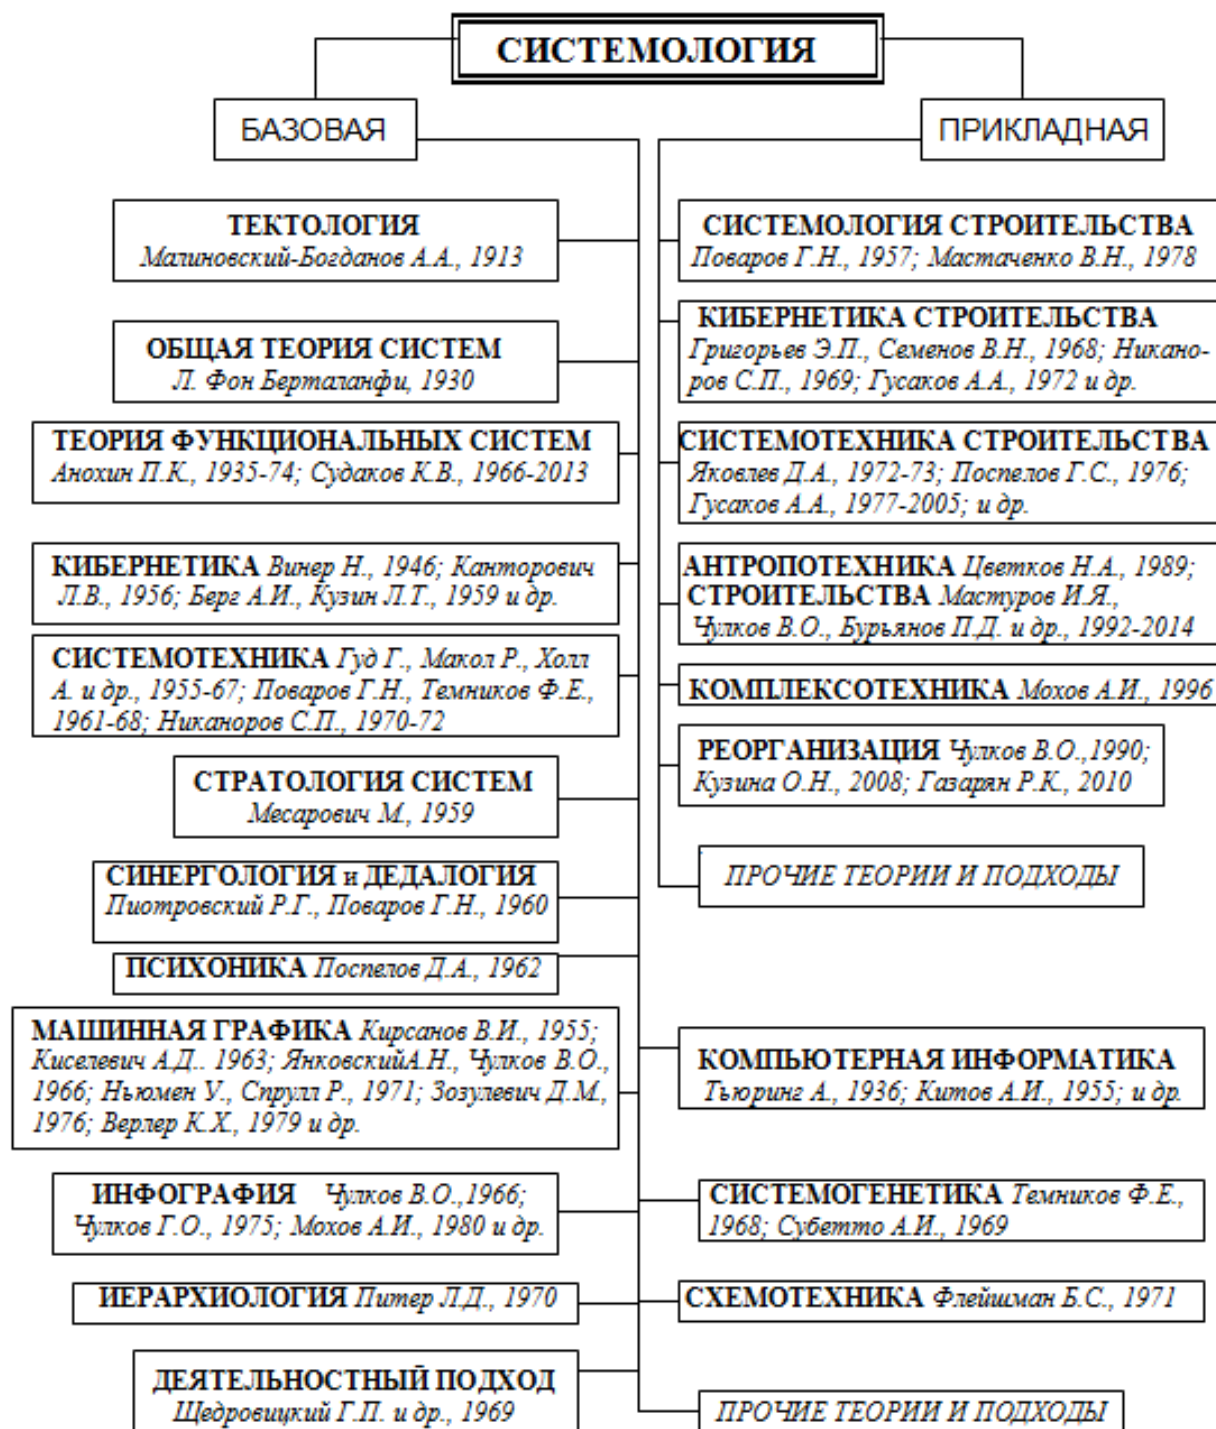 СИСТЕМОЛОГИЯ
БАЗОВАЯ
ПРИКЛАДНАЯ
ТЕКТОЛОГИЯ
Малиновский-Богданов А.А., 1913
ОБЩАЯ ТЕОРИЯ СИСТЕМ
Л. Фон Берталанфи, 1930
ТЕОРИЯ ФУНКЦИОНАЛЬНЫХ СИСТЕМ
Анохин П.К., 1935-74; Судаков К.В., 1966-2013
КИБЕРНЕТИКА Винер Н., 1946; Канторович
Л.В., 1956; Берг А.И., Кузин Л.Т., 1959 и др.
СИСТЕМОТЕХНИКА Гуд Г., Макол Р., Холл
А. и др., 1955-67; Поваров Г.Н., Темников Ф.Е.,
1961-68; Никаноров С.П., 1970-72
СТРАТОЛОГИЯ СИСТЕМ
Месарович М., 1959
СИНЕРГОЛОГИЯ и ДЕДАЛОГИЯ
Пиотровский Р.Г., Поваров Г.Н., 1960
ПСИХОНИКА Поспелов Д.А., 1962
МАШИННАЯ ГРАФИКА Кирсанов В.И., 1955;
Киселевич А.Д.. 1963; ЯнковскийА.Н., Чулков В.О.,
1966; Ньюмен У., Спрулл Р., 1971; Зозулевич Д.М.,
1976; Верлер К.Х., 1979 и др.
ИНФОГРАФИЯ Чулков В.О.,1966;
Чулков Г.О., 1975; Мохов А.И., 1980 и др.
ИЕРАРХИОЛОГИЯ Питер Л.Д., 1970
ДЕЯТЕЛЬНОСТНЫЙ ПОДХОД
Щедровицкий Г.П. и др., 1969
СИСТЕМОЛОГИЯ СТРОИТЕЛЬСТВА
Поваров Г.Н., 1957; Мастаченко В.Н., 1978
КИБЕРНЕТИКА СТРОИТЕЛЬСТВА
Григорьев Э.П., Семенов В.Н., 1968; Никано-
ров С.П., 1969; Гусаков А.А., 1972 и др.
СИСТЕМОТЕХНИКА СТРОИТЕЛЬСТВА
Яковлев Д.А., 1972-73; Поспелов Г.С., 1976;
Гусаков А.А., 1977-2005; и др.
АНТРОПОТЕХНИКА Цветков Н.А., 1989;
СТРОИТЕЛЬСТВА Мастуров И.Я.,
Чулков В.О., Бурьянов П.Д. и др., 1992-2014
КОМПЛЕКСОТЕХНИКА Мохов А.И., 1996
РЕОРГАНИЗАЦИЯ Чулков В.О.,1990;
Кузина О.Н., 2008; Газарян Р.К., 2010
ПРОЧИЕ ТЕОРИИ И ПОДХОДЫ
КОМПЬЮТЕРНАЯ ИНФОРМАТИКА
Тьюринг А., 1936; Китов А.И., 1955; и др.
СИСТЕМОГЕНЕТИКА Темников Ф.Е.,
1968; Субетто А.И., 1969
СХЕМОТЕХНИКА Флейшман Б.С., 1971
ПРОЧИЕ ТЕОРИИ И ПОДХОДЫ